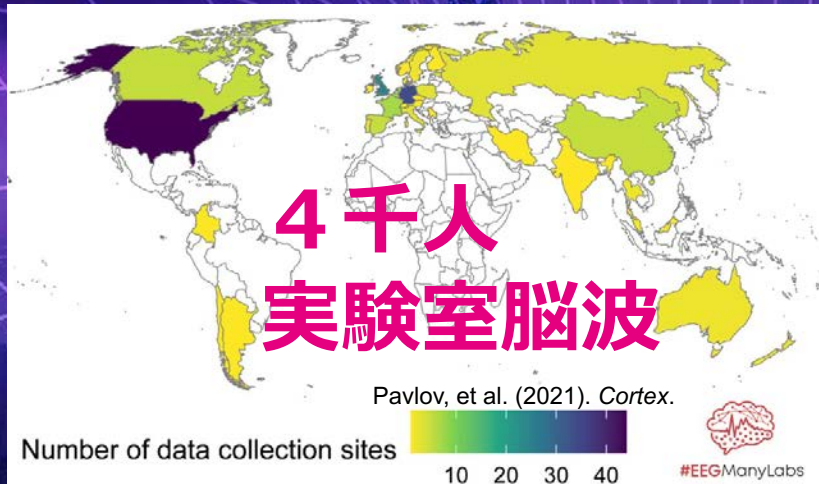 ４千人
実験室脳波
Pavlov, et al. (2021). Cortex.
Number of data collection sites
10 20 30 40
#EEGManyLabs